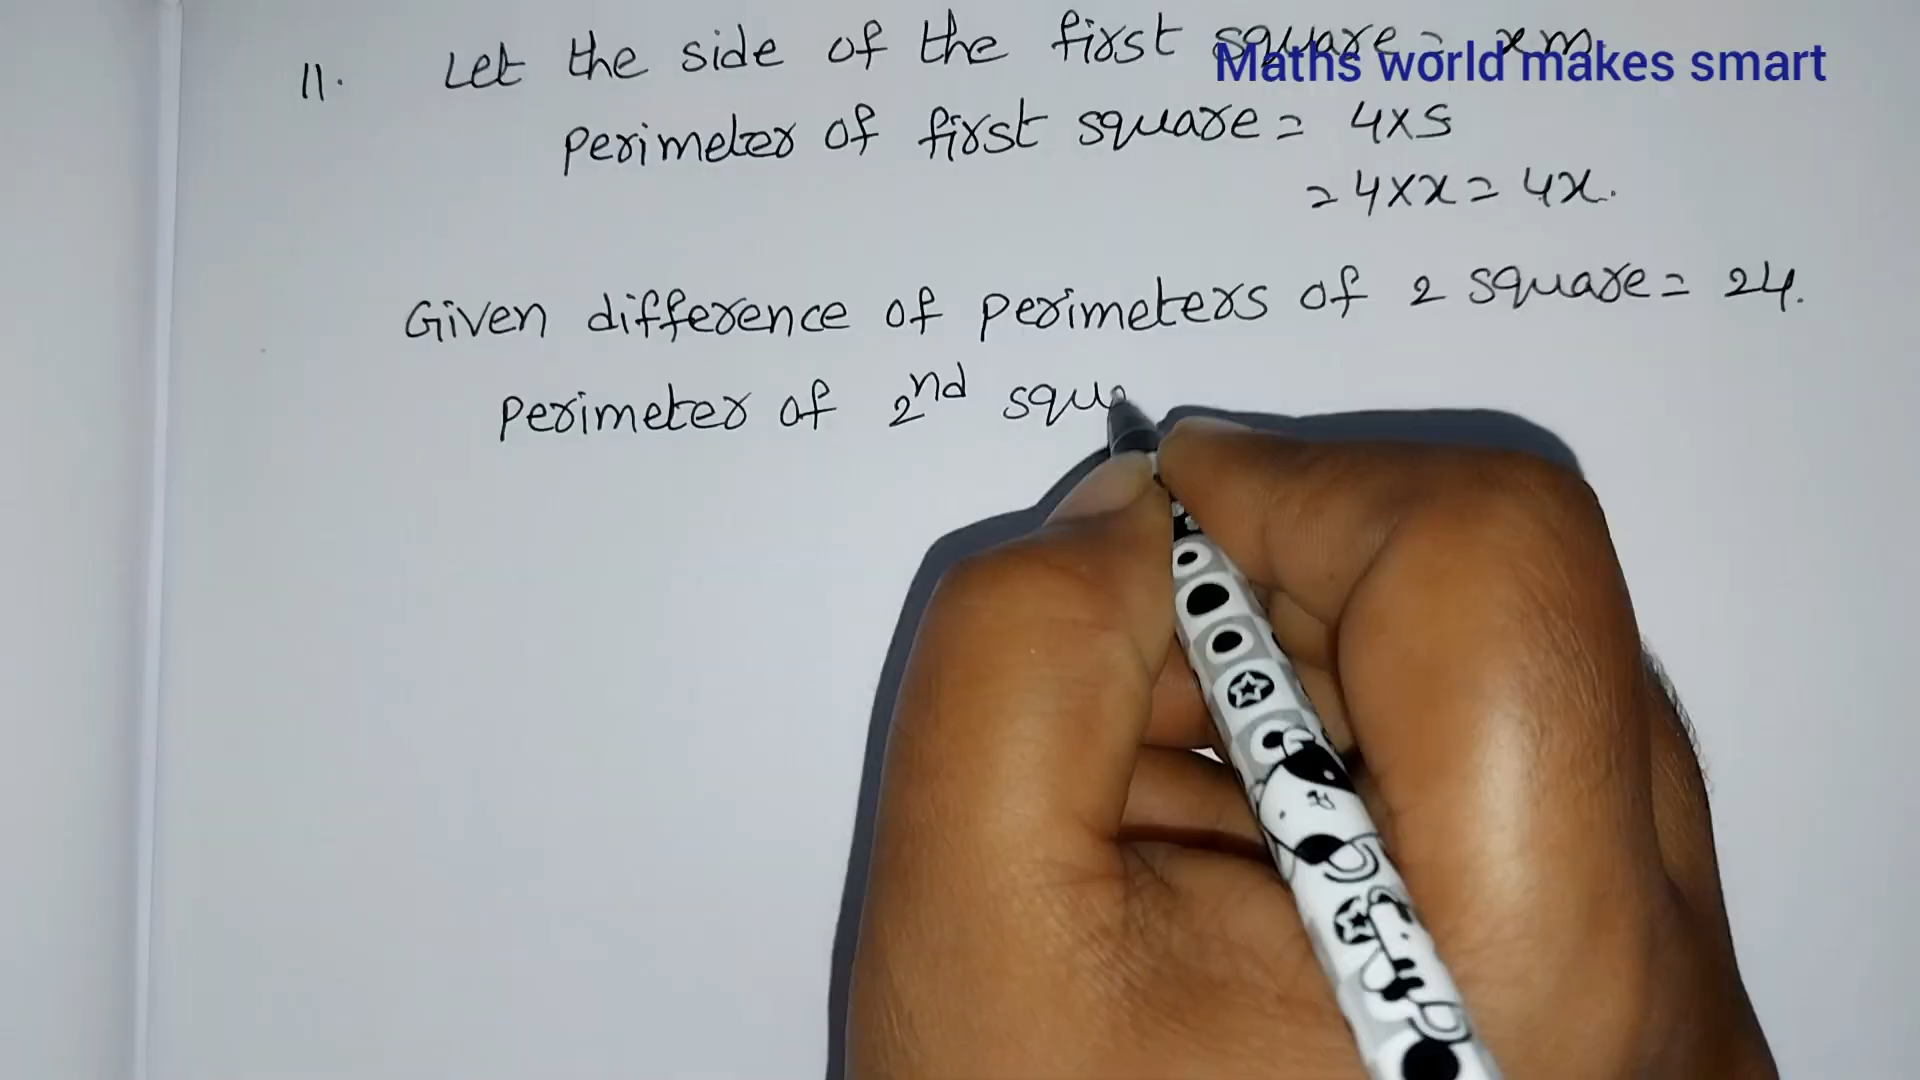 11. Let the side of the first square = xm.
Maths world makes smart
perimeter of first square = 4×s
= 4×x = 4x.
Given difference of perimeters of 2 square = 24.
perimeter of 2nd squ